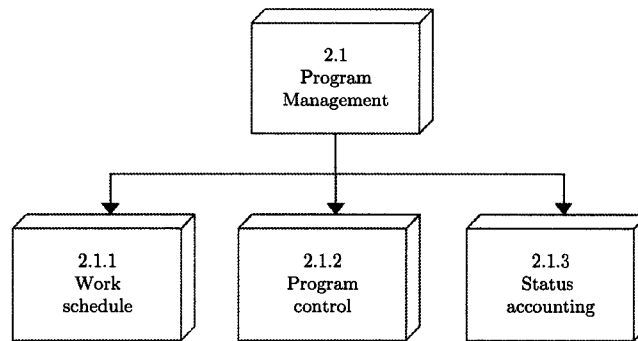 2.1
Program
Management
2.1.1
Work
schedule
2.1.2
Program
control
2.1.3
Status
accounting